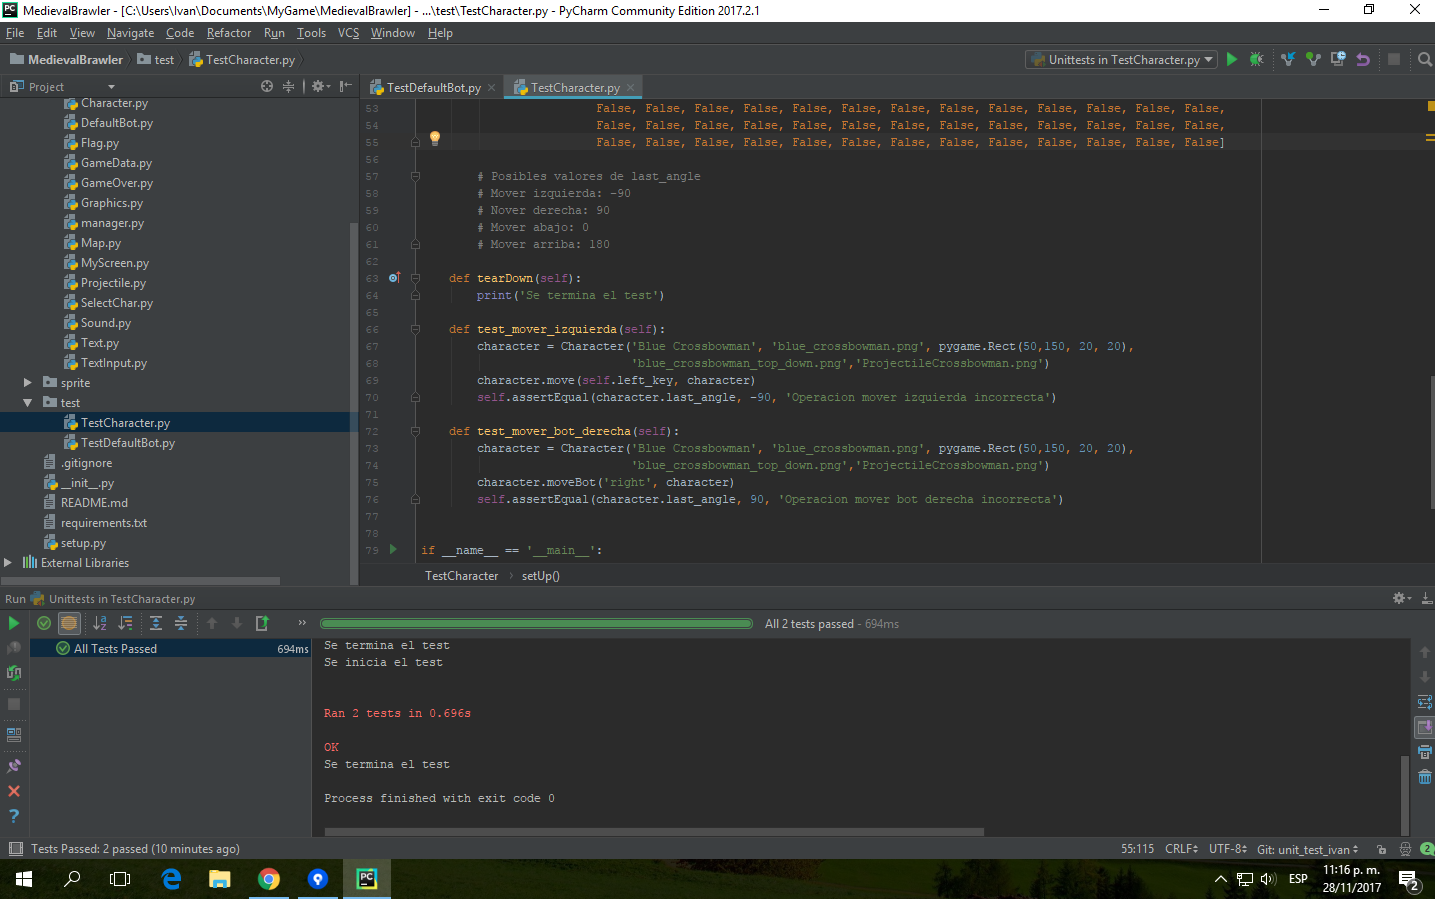 MedievalBrawler - [C:\Users\Ivan\Documents\MyGame\MedievalBrawler] - ...\test\TestCharacter.py - PyCharm Community Edition 2017.2.1
File Edit View Navigate Code Refactor Run Tools VCS Window Help
MedievalBrawler test TestCharacter.py
Unittests in TestCharacter.py
Project
Character.py
DefaultBot.py
Flag.py
GameData.py
GameOver.py
Graphics.py
manager.py
Map.py
MyScreen.py
Projectile.py
SelectChar.py
Sound.py
Text.py
TextInput.py
sprite
test
TestCharacter.py
TestDefaultBot.py
.gitignore
__init__.py
README.md
requirements.txt
setup.py
External Libraries
TestDefaultBot.py TestCharacter.py
53 False, False, False, False, False, False, False, False, False, False, False, False, False,
54 False, False, False, False, False, False, False, False, False, False, False, False, False,
55 False, False, False, False, False, False, False, False, False, False, False, False, False]
56
57 # Posibles valores de last_angle
58 # Mover izquierda: -90
59 # Nover derecha: 90
60 # Mover abajo: 0
61 # Mover arriba: 180
62
63 def tearDown(self):
64 print('Se termina el test')
65
66 def test_mover_izquierda(self):
67 character = Character('Blue Crossbowman', 'blue_crossbowman.png', pygame.Rect(50,150, 20, 20),
68 'blue_crossbowman_top_down.png','ProjectileCrossbowman.png')
69 character.move(self.left_key, character)
70 self.assertEqual(character.last_angle, -90, 'Operacion mover izquierda incorrecta')
71
72 def test_mover_bot_derecha(self):
73 character = Character('Blue Crossbowman', 'blue_crossbowman.png', pygame.Rect(50,150, 20, 20),
74 'blue_crossbowman_top_down.png','ProjectileCrossbowman.png')
75 character.moveBot('right', character)
76 self.assertEqual(character.last_angle, 90, 'Operacion mover bot derecha incorrecta')
77
78
79 if __name__ == '__main__':
TestCharacter › setUp()
Run Unittests in TestCharacter.py
All 2 tests passed - 694ms
All Tests Passed 694ms
Se termina el test
Se inicia el test
Ran 2 tests in 0.696s
OK
Se termina el test
Process finished with exit code 0
Tests Passed: 2 passed (10 minutes ago)
55:115 CRLF UTF-8 Git: unit_test_ivan 2
ESP
11:16 p. m.
28/11/2017
2